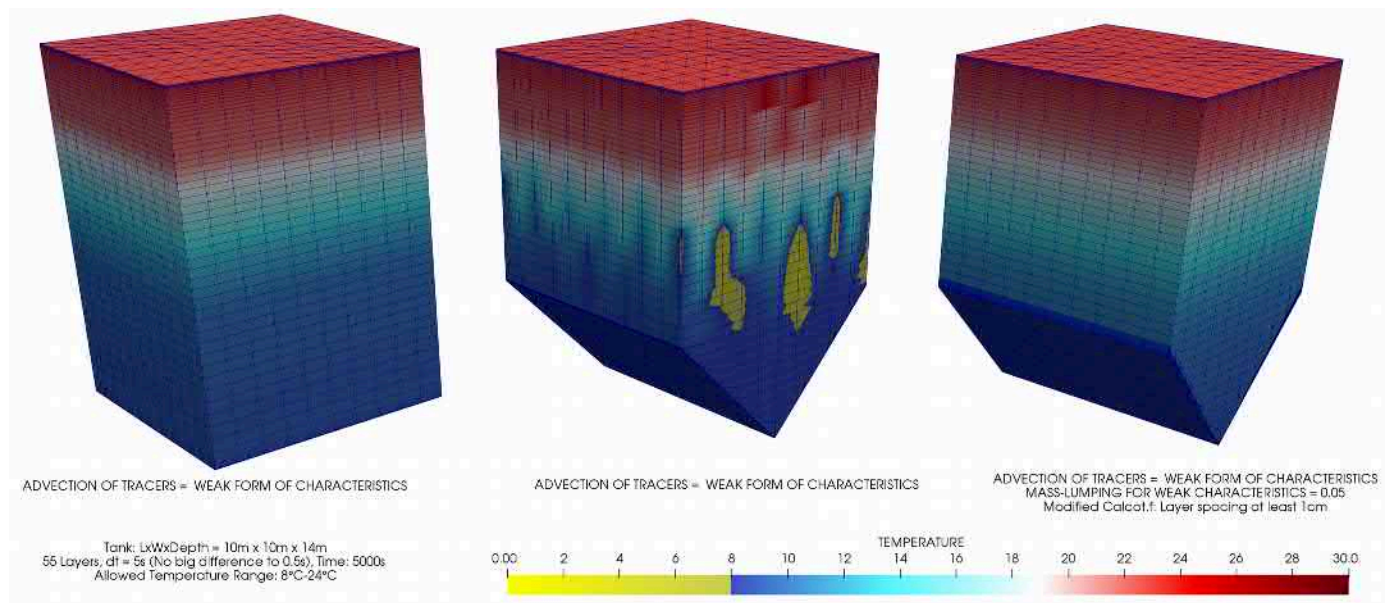 ADVECTION OF TRACERS = WEAK FORM OF CHARACTERISTICS
ADVECTION OF TRACERS = WEAK FORM OF CHARACTERISTICS
ADVECTION OF TRACERS = WEAK FORM OF CHARACTERISTICS
MASS-LUMPING FOR WEAK CHARACTERISTICS = 0.05
Modified Calcot.f: Layer spacing at least 1cm
Tank: LxWxDepth = 10m x 10m x 14m
55 Layers, dt = 5s (No big difference to 0.5s), Time: 5000s
Allowed Temperature Range: 8°C-24°C
TEMPERATURE
0.00 2 4 6 8 10 12 14 16 18 20 22 24 26 28 30.0